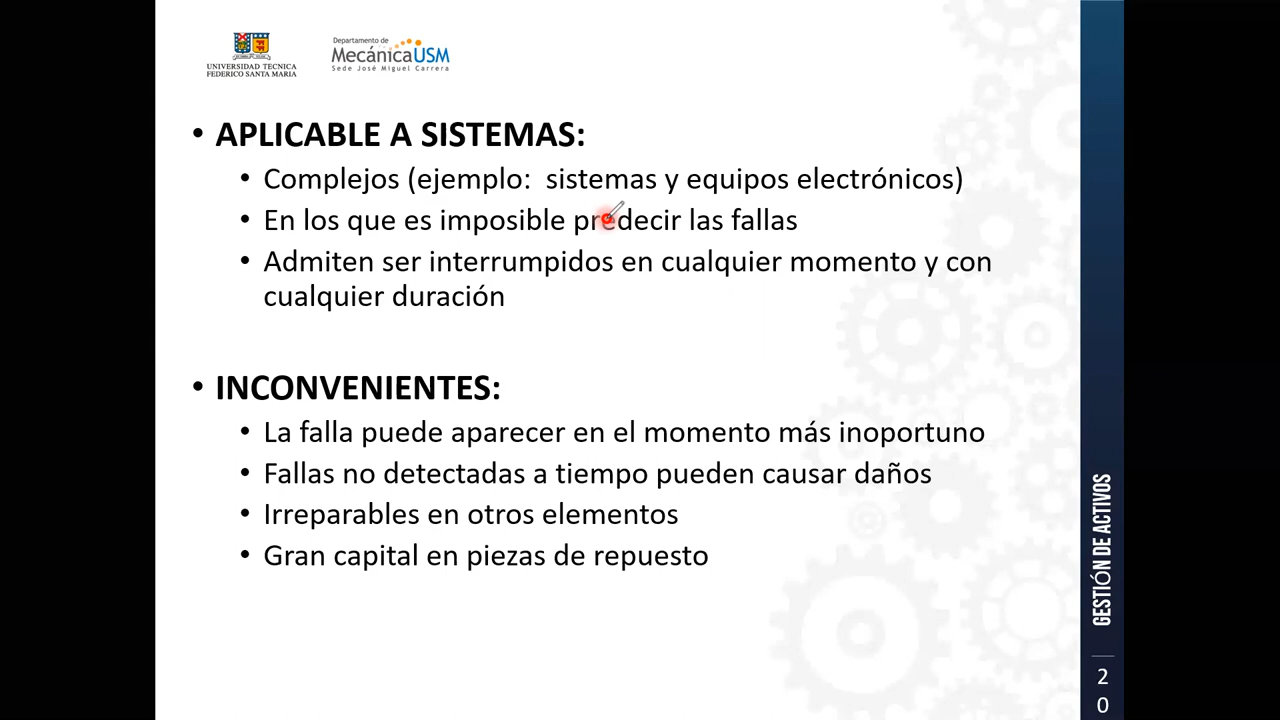 UNIVERSIDAD TECNICA
FEDERICO SANTA MARIA
Departamento de
MecánicaUSM
Sede José Miguel Carrera
• APLICABLE A SISTEMAS:
• Complejos (ejemplo: sistemas y equipos electrónicos)
• En los que es imposible predecir las fallas
• Admiten ser interrumpidos en cualquier momento y con
cualquier duración
• INCONVENIENTES:
• La falla puede aparecer en el momento más inoportuno
• Fallas no detectadas a tiempo pueden causar daños
• Irreparables en otros elementos
• Gran capital en piezas de repuesto
GESTIÓN DE ACTIVOS
2
0